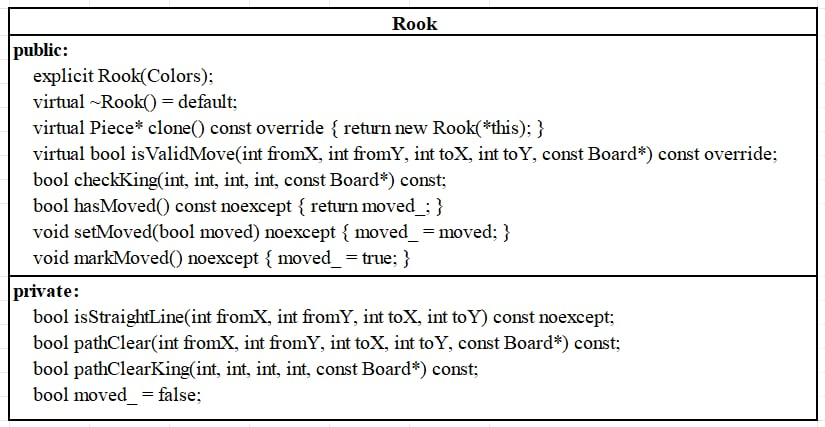 Rook
public:
explicit Rook(Colors);
virtual ~Rook() = default;
virtual Piece* clone() const override { return new Rook(*this); }
virtual bool isValidMove(int fromX, int fromY, int toX, int toY, const Board*) const override;
bool checkKing(int, int, int, int, const Board*) const;
bool hasMoved() const noexcept { return moved_; }
void setMoved(bool moved) noexcept { moved_ = moved; }
void markMoved() noexcept { moved_ = true; }
private:
bool isStraightLine(int fromX, int fromY, int toX, int toY) const noexcept;
bool pathClear(int fromX, int fromY, int toX, int toY, const Board*) const;
bool pathClearKing(int, int, int, int, const Board*) const;
bool moved_ = false;